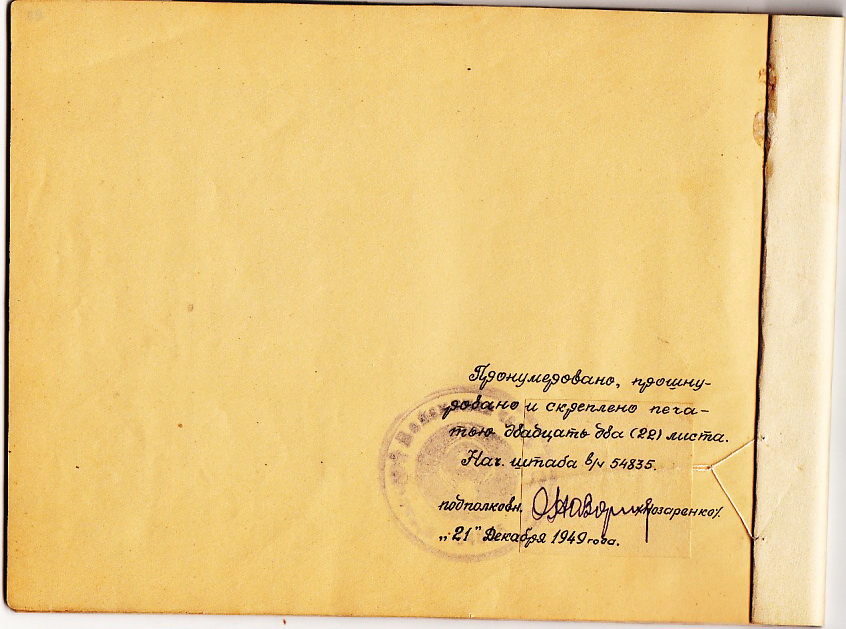 Пронумеровано, прошну-
ровано и скреплено печа-
тью двадцать два (22) листа.
Нач. штаба в/ч 54835.
подполковн.
„21” Декабря 1949 года.